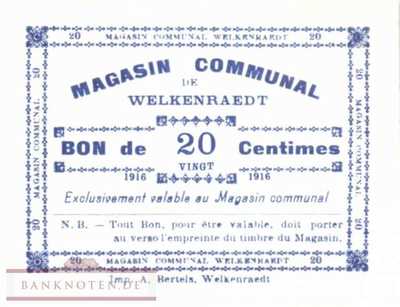 20 MAGASIN COMMUNAL 20
20 MAGASIN COMMUNAL 20
MAGASIN COMMUNAL
DE
WELKENRAEDT
BON de 20 Centimes
VINGT
1916 1916
Exclusivement valable au Magasin communal
N. B. — Tout Bon, pour être valable, doit porter
au verso l'empreinte du timbre du Magasin.
20 MAGASIN COMMUNAL 20
20 MAGASIN COMMUNAL 20
Imp. A. Bertels, Welkenraedt
BANKNOTEN.DE